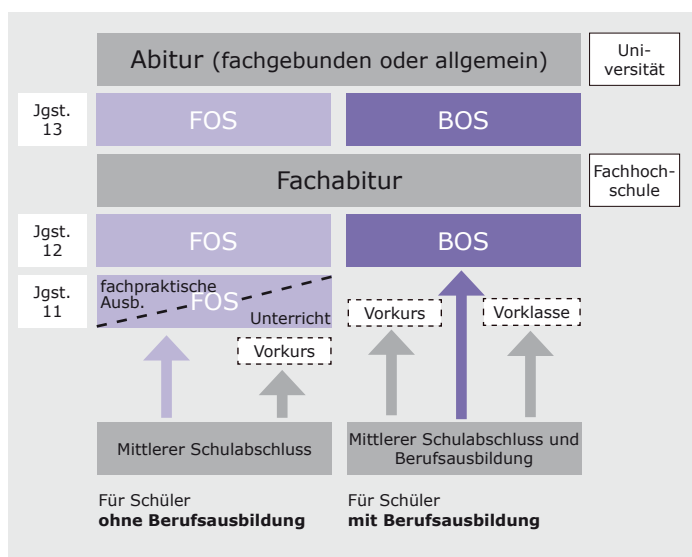 Abitur (fachgebunden oder allgemein)
Uni-
versität
Jgst.
13
FOS
BOS
Fachabitur
Fachhoch-
schule
Jgst.
12
FOS
BOS
Jgst.
11
fachpraktische
Ausb.
FOS
Unterricht
Vorkurs
Vorkurs
Vorklasse
Mittlerer Schulabschluss
Mittlerer Schulabschluss und
Berufsausbildung
Für Schüler
ohne Berufsausbildung
Für Schüler
mit Berufsausbildung